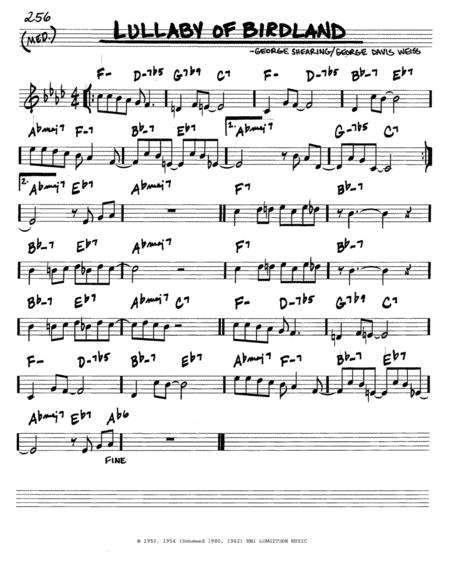 256
(MED.)
LULLABY OF BIRDLAND
-GEORGE SHEARING/GEORGE DAVIS WEISS
F- D-7b5 G7b9 C7 F- D-7b5 Bb-7 Eb7
Abmaj7 F-7 Bb-7 Eb7 1. Abmaj7 G-7b5 C7
2. Abmaj7 Eb7 Abmaj7 F7 Bb-7
Bb-7 Eb7 Abmaj7 F7 Bb-7
Bb-7 Eb7 Abmaj7 C7 F- D-7b5 G7b9 C7
F- D-7b5 Bb-7 Eb7 Abmaj7 F-7 Bb-7 Eb7
Abmaj7 Eb7 Ab6
FINE
© 1952, 1954 (Renewed 1980, 1982) EMI LONGITUDE MUSIC